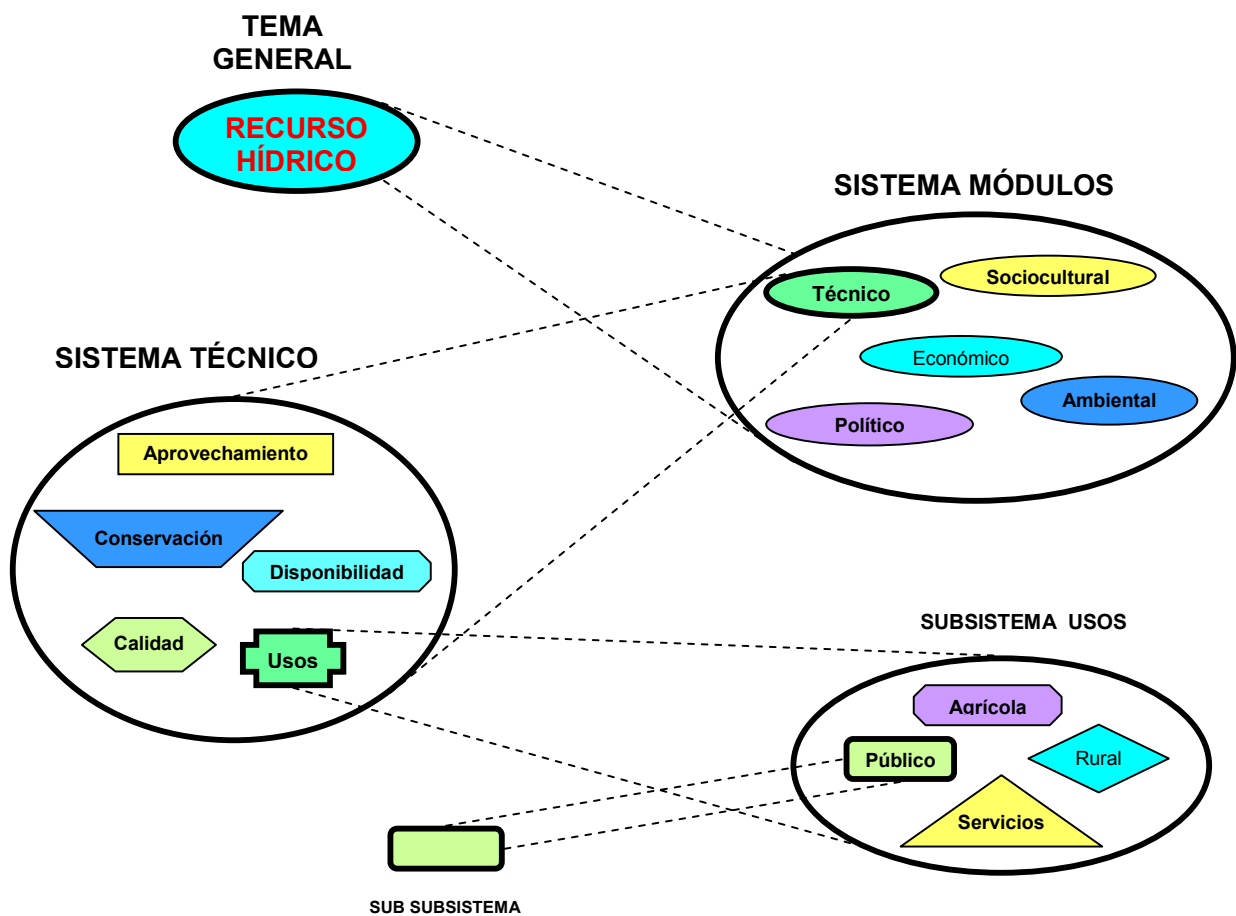 TEMA
GENERAL
RECURSO
HÍDRICO
SISTEMA MÓDULOS
Técnico
Sociocultural
Económico
Ambiental
Político
SISTEMA TÉCNICO
Aprovechamiento
Conservación
Disponibilidad
Calidad
Usos
SUBSISTEMA USOS
Agrícola
Público
Rural
Servicios
SUB SUBSISTEMA